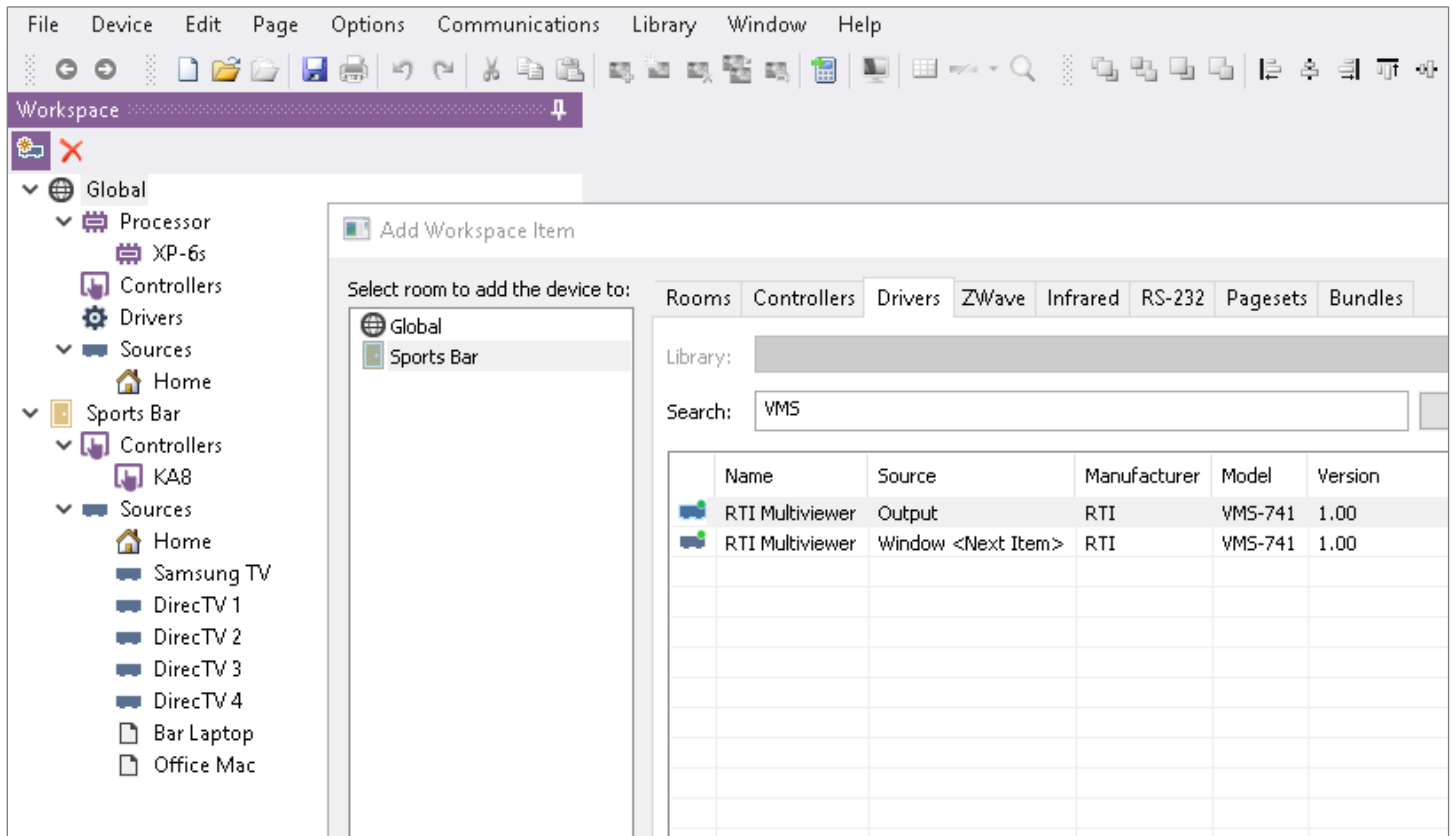 File Device Edit Page Options Communications Library Window Help
Workspace
Global
Processor
XP-6s
Controllers
Drivers
Sources
Home
Sports Bar
Controllers
KA8
Sources
Home
Samsung TV
DirecTV 1
DirecTV 2
DirecTV 3
DirecTV 4
Bar Laptop
Office Mac
Add Workspace Item
Select room to add the device to:
Global
Sports Bar
Rooms Controllers Drivers ZWave Infrared RS-232 Pagesets Bundles
Library:
Search: VMS
Name Source Manufacturer Model Version
RTI Multiviewer Output RTI VMS-741 1.00
RTI Multiviewer Window <Next Item> RTI VMS-741 1.00